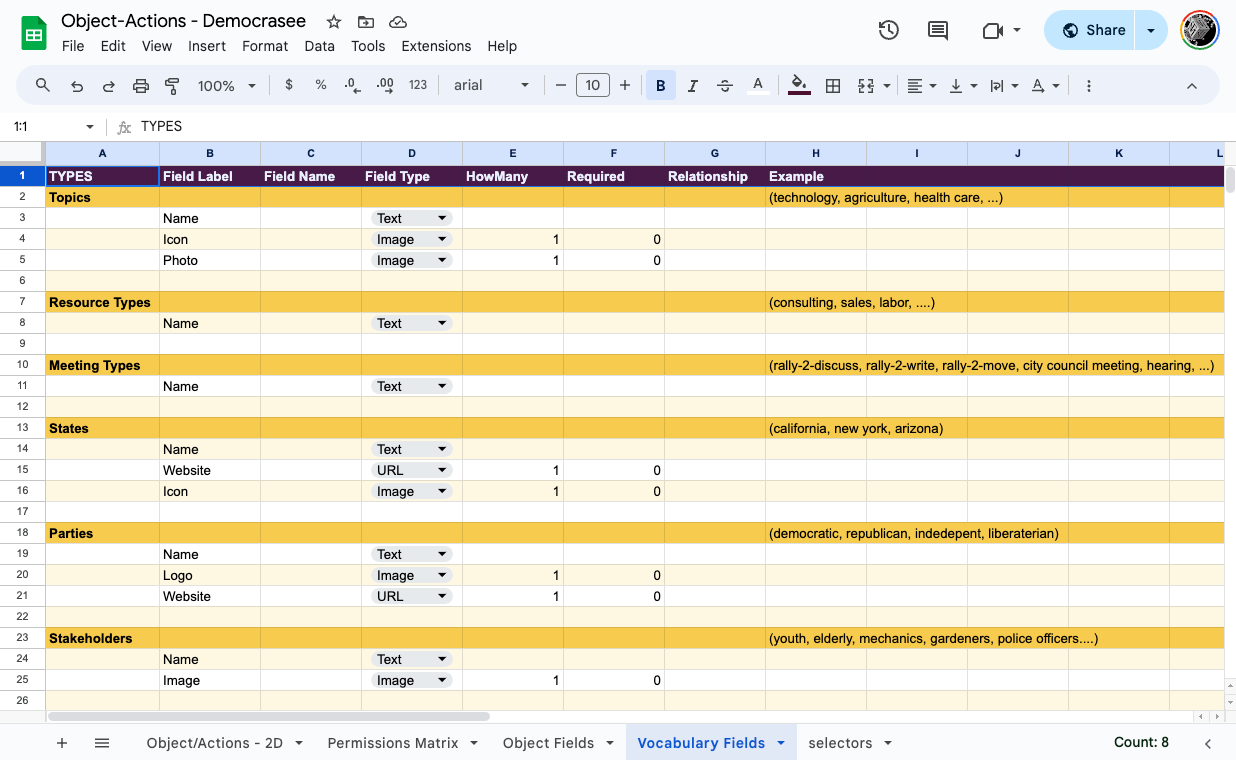 Object-Actions - Democrasee
File Edit View Insert Format Data Tools Extensions Help
Share
100% $ % .0 .00 123 arial 10 B I S A A
1:1 fx TYPES
A B C D E F G H I J K L
1 TYPES Field Label Field Name Field Type HowMany Required Relationship Example
2 Topics (technology, agriculture, health care, ...)
3 Name Text
4 Icon Image 1 0
5 Photo Image 1 0
6
7 Resource Types (consulting, sales, labor, ....)
8 Name Text
9
10 Meeting Types (rally-2-discuss, rally-2-write, rally-2-move, city council meeting, hearing, ...)
11 Name Text
12
13 States (california, new york, arizona)
14 Name Text
15 Website URL 1 0
16 Icon Image 1 0
17
18 Parties (democratic, republican, indedepent, liberaterian)
19 Name Text
20 Logo Image 1 0
21 Website URL 1 0
22
23 Stakeholders (youth, elderly, mechanics, gardeners, police officers....)
24 Name Text
25 Image Image 1 0
26
Object/Actions - 2D Permissions Matrix Object Fields Vocabulary Fields selectors Count: 8